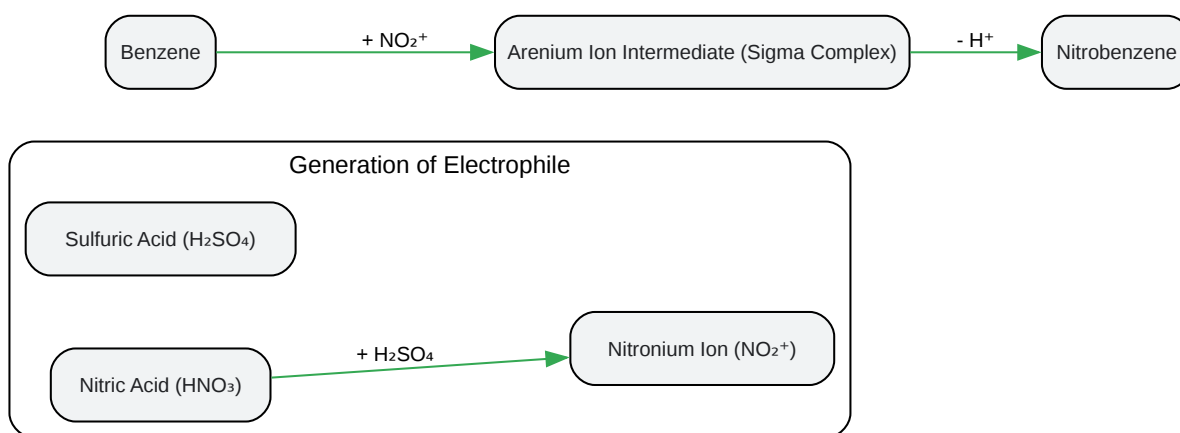 Benzene
+ NO₂⁺
Arenium Ion Intermediate (Sigma Complex)
- H⁺
Nitrobenzene
Generation of Electrophile
Sulfuric Acid (H₂SO₄)
Nitric Acid (HNO₃)
+ H₂SO₄
Nitronium Ion (NO₂⁺)